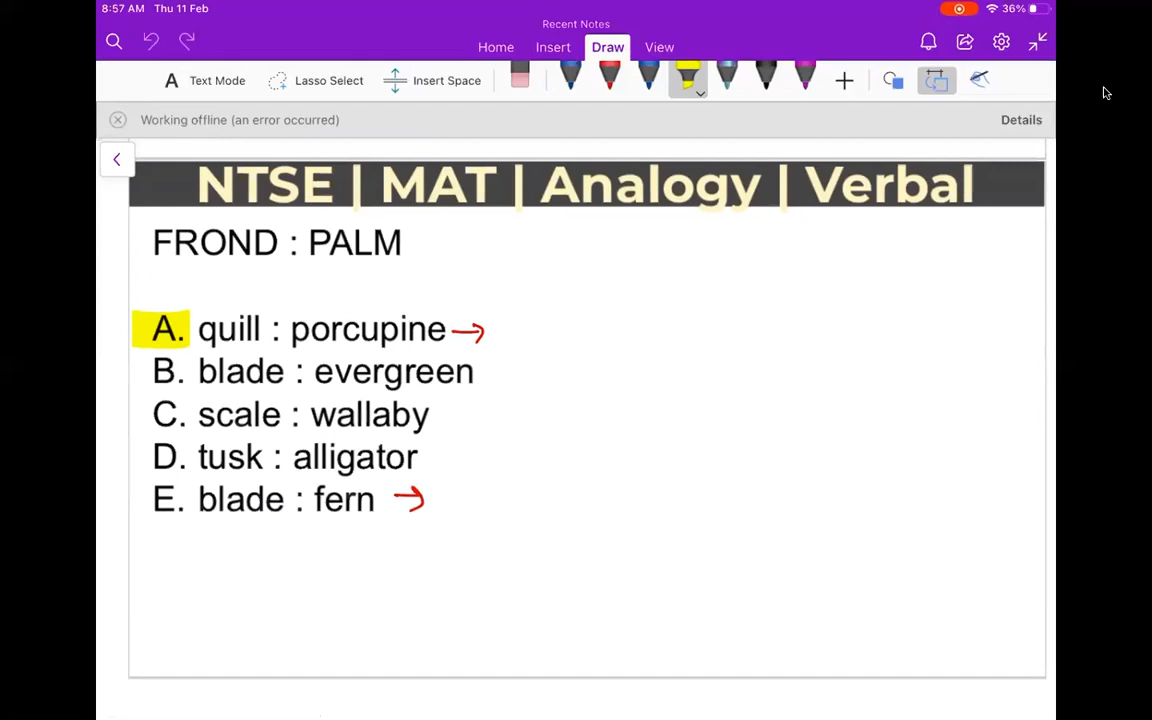 8:57 AM Thu 11 Feb
36%
Recent Notes
Home Insert Draw View
Text Mode Lasso Select Insert Space
Working offline (an error occurred) Details
NTSE | MAT | Analogy | Verbal
FROND : PALM
A. quill : porcupine
B. blade : evergreen
C. scale : wallaby
D. tusk : alligator
E. blade : fern